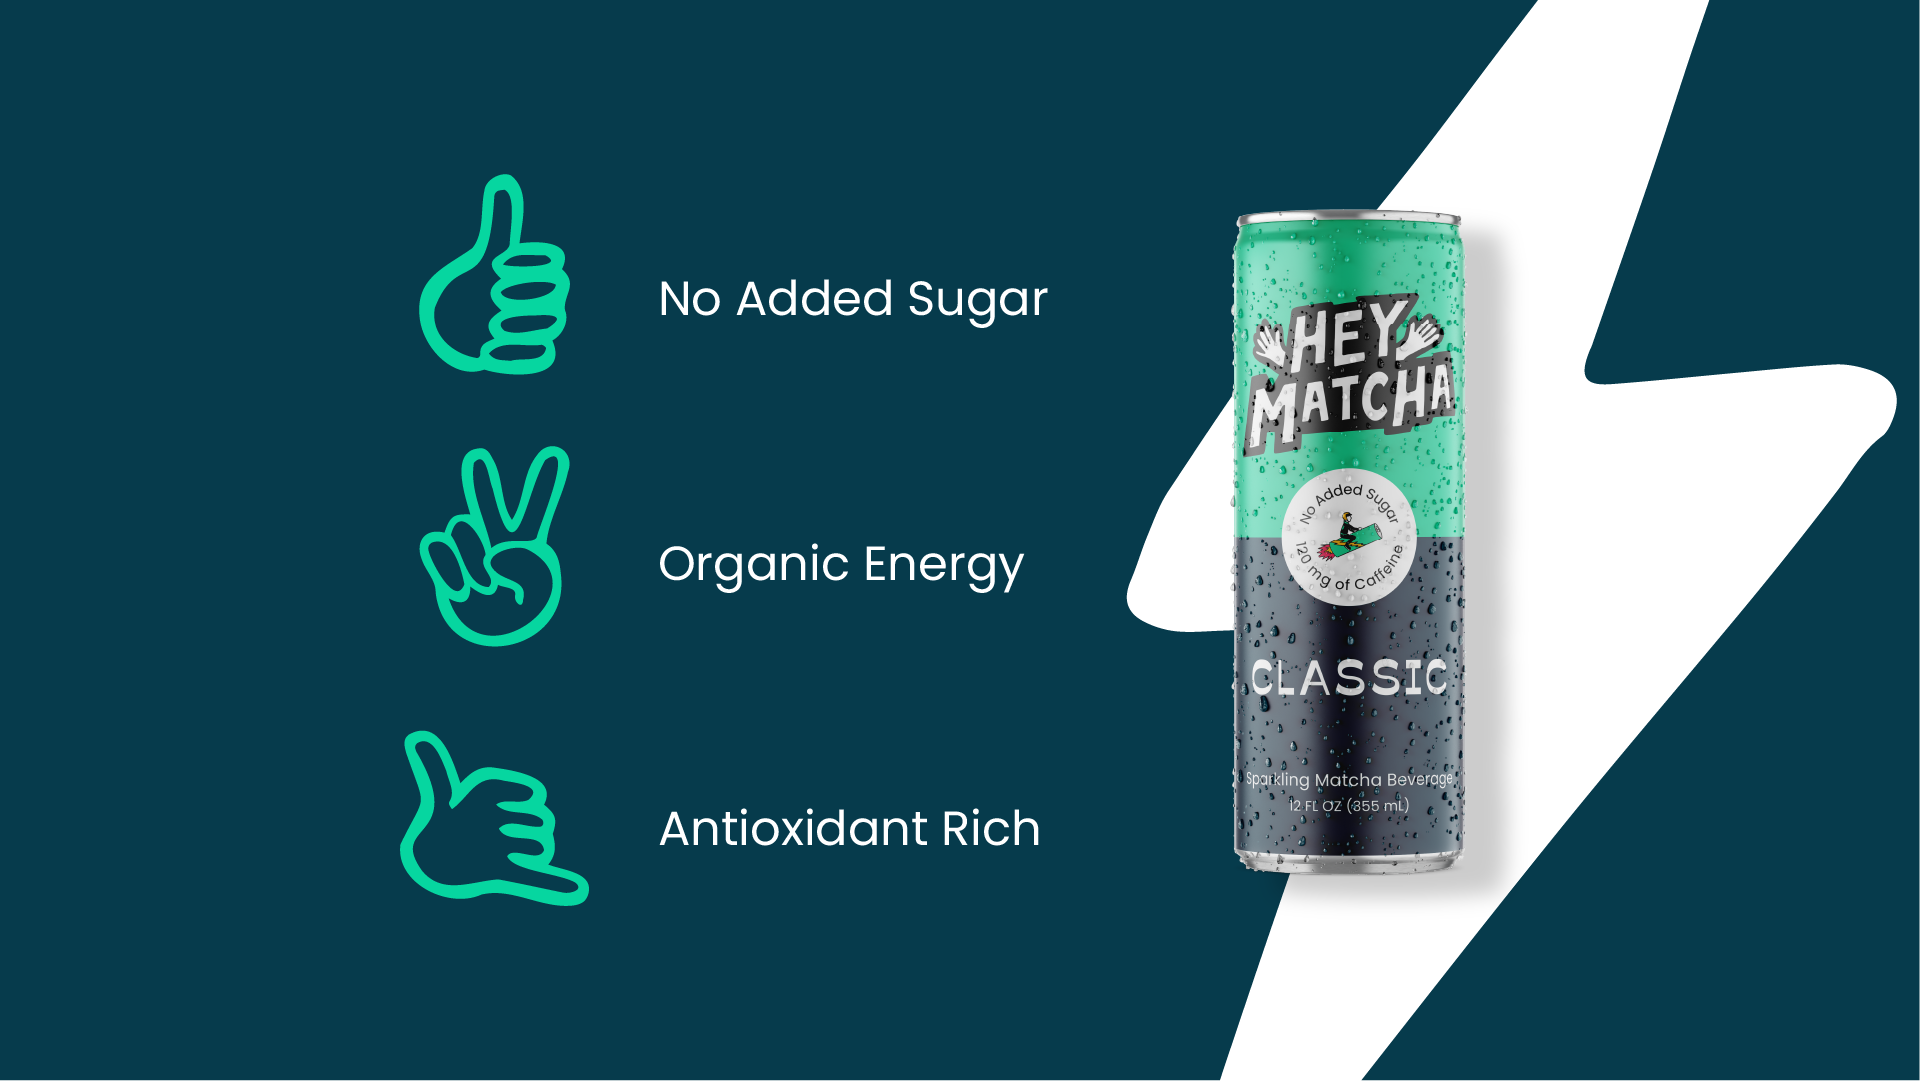 No Added Sugar
Organic Energy
Antioxidant Rich
HEY
MATCHA
No Added Sugar
120 mg of Caffeine
CLASSIC
Sparkling Matcha Beverage
12 FL OZ (355 mL)